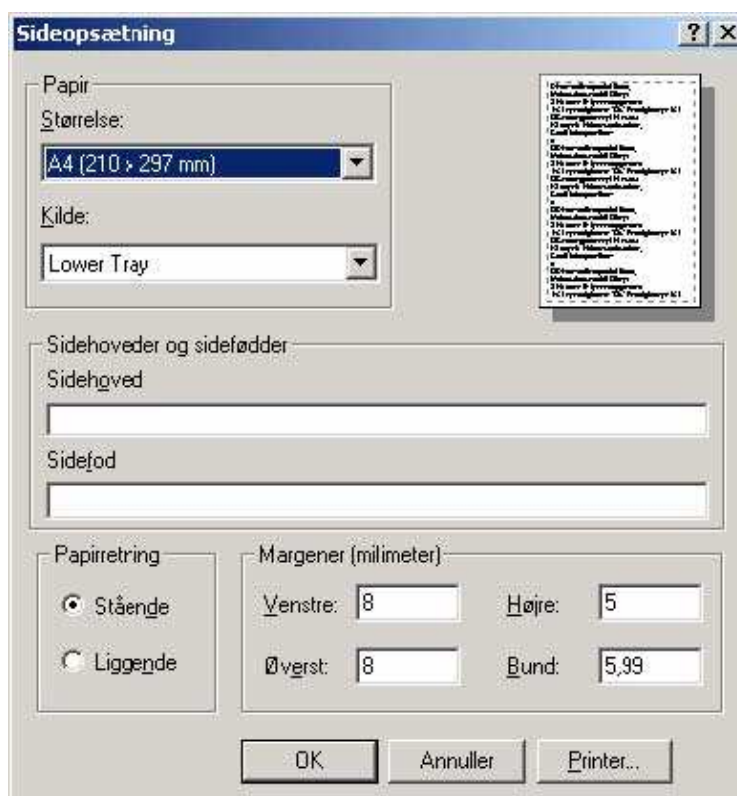 Sideopsætning
Papir
Størrelse:
A4 (210 x 297 mm)
Kilde:
Lower Tray
Sidehoveder og sidefødder
Sidehoved
Sidefod
Papirretning
Stående
Liggende
Margener (milimeter)
Venstre: 8 Højre: 5
Øverst: 8 Bund: 5,99
OK Annuller Printer...